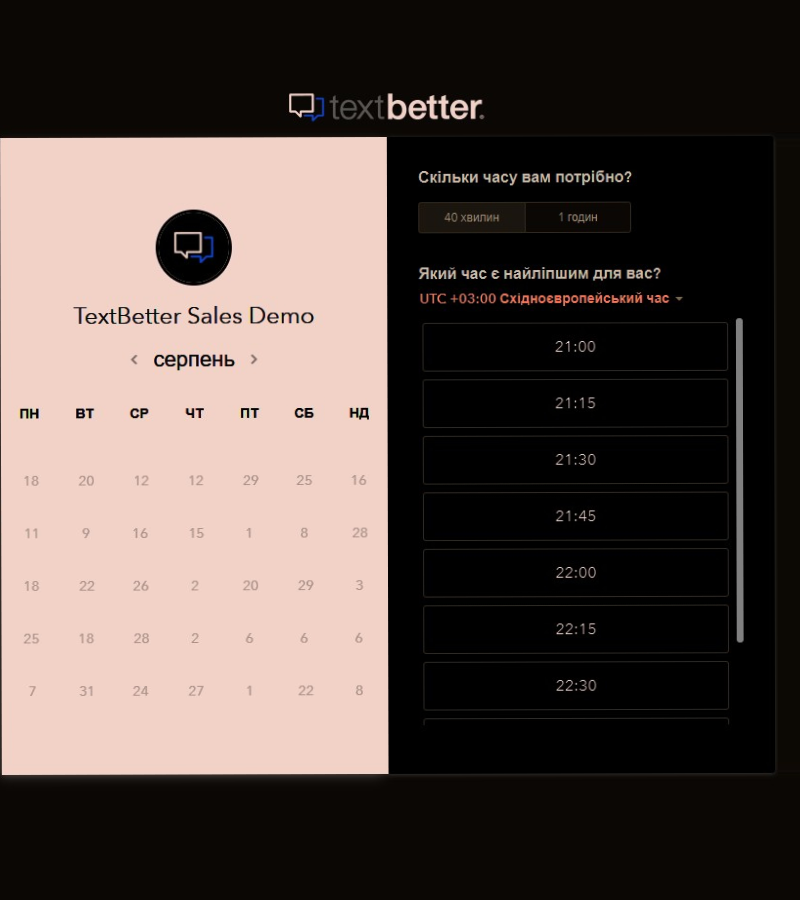 textbetter.
TextBetter Sales Demo
серпень
ПН ВТ СР ЧТ ПТ СБ НД
18 20 12 12 29 25 16
11 9 16 15 1 8 28
18 22 26 2 20 29 3
25 18 28 2 6 6 6
7 31 24 27 1 22 8
Скільки часу вам потрібно?
40 хвилин 1 годин
Який час є найліпшим для вас?
UTC +03:00 Східноєвропейський час
21:00
21:15
21:30
21:45
22:00
22:15
22:30